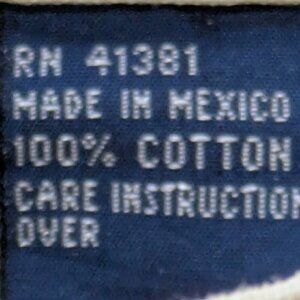 RN 41381
MADE IN MEXICO
100% COTTON
CARE INSTRUCTION
OVER